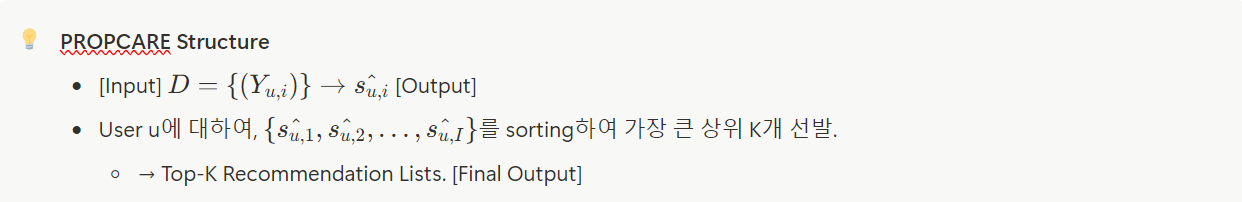 PROPCARE Structure
• [Input] $D = \{(Y_{u,i})\} \rightarrow \hat{s_{u,i}}$ [Output]
• User u에 대하여, $\{\hat{s_{u,1}}, \hat{s_{u,2}}, \ldots, \hat{s_{u,I}}\}$를 sorting하여 가장 큰 상위 K개 선발.
◦ → Top-K Recommendation Lists. [Final Output]